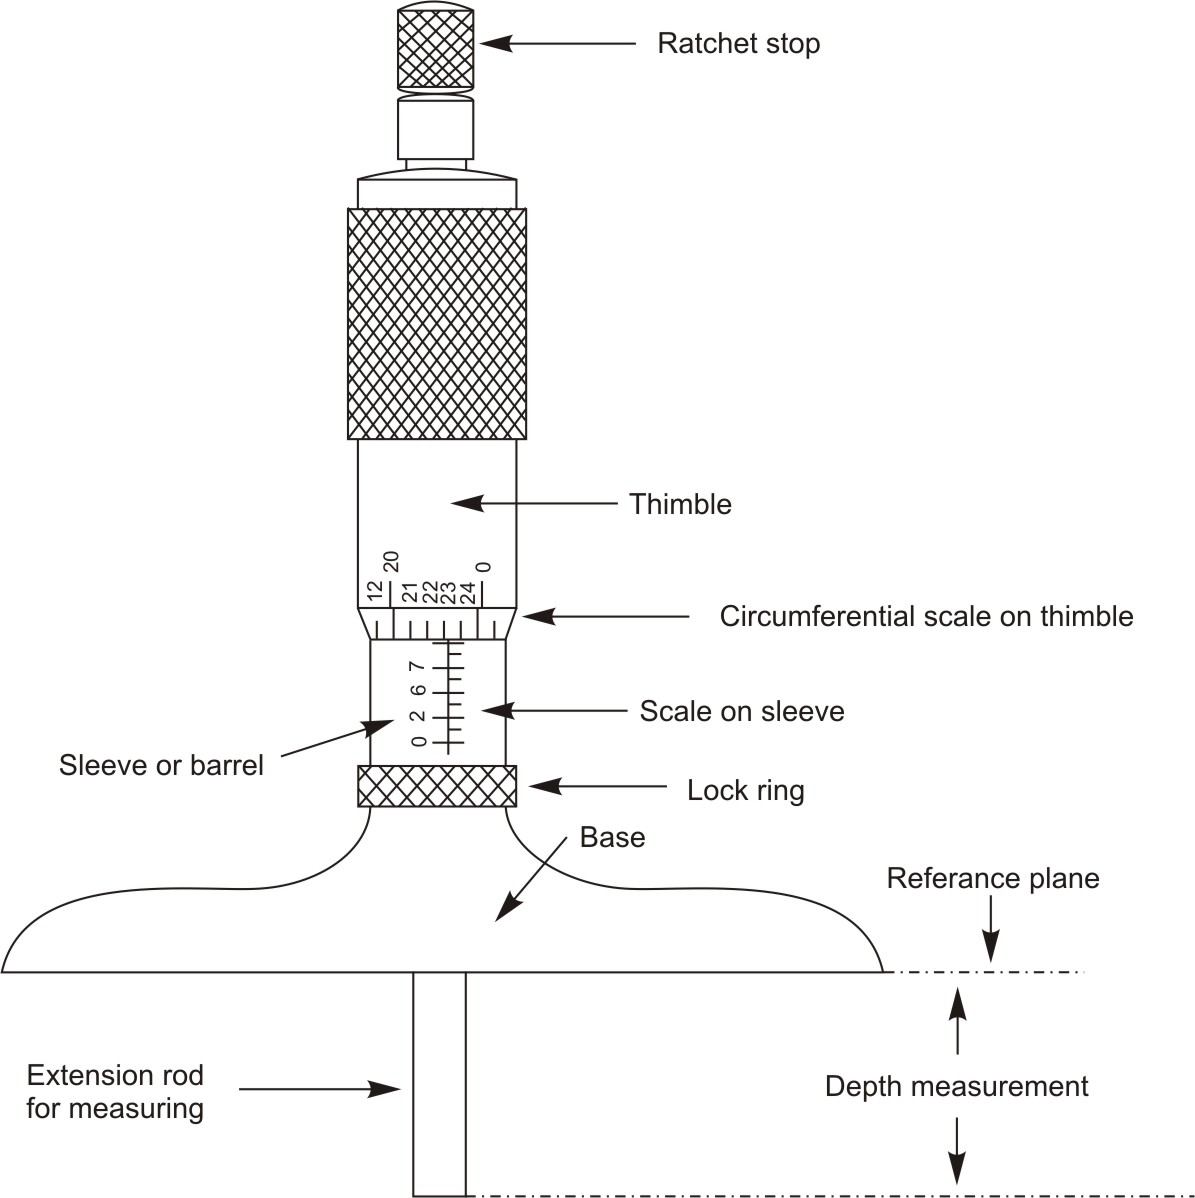 Ratchet stop
Thimble
12 20 21 22 23 24 0
Circumferential scale on thimble
7
6
2
0
Scale on sleeve
Sleeve or barrel
Lock ring
Base
Referance plane
Extension rod
for measuring
Depth measurement